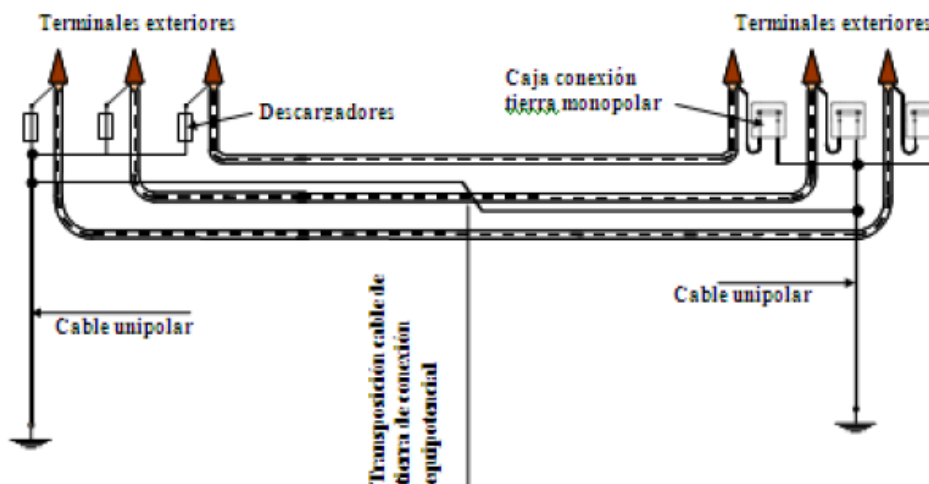 Terminales exteriores
Terminales exteriores
Caja conexión
tierra monopolar
Descargadores
Cable unipolar
Cable unipolar
Transposición cable de
tierra de conexión
equipotencial